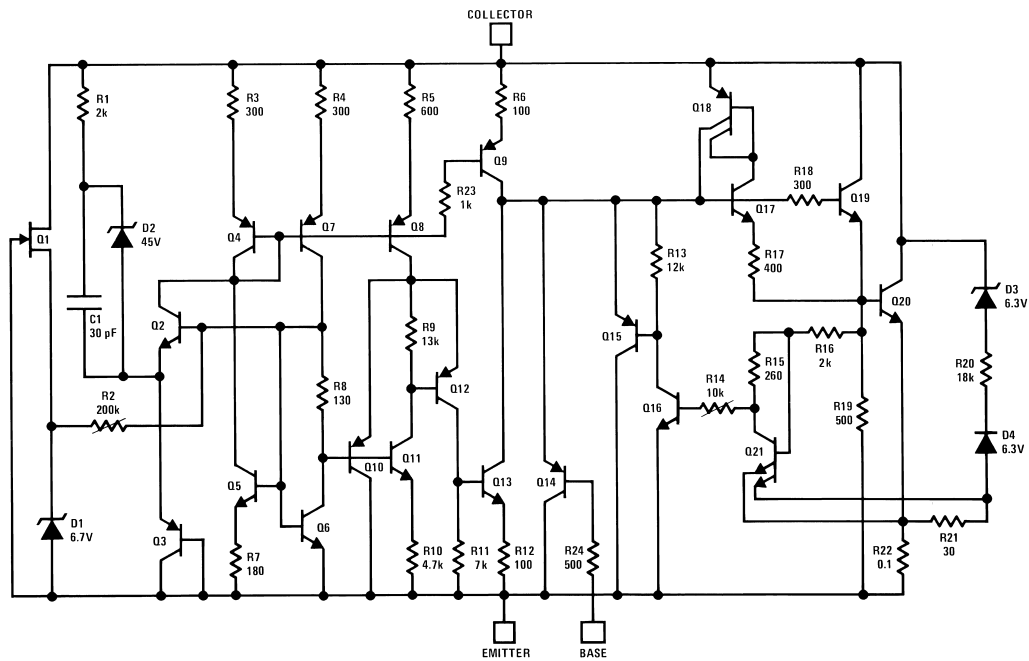 COLLECTOR
R1
2k
R3
300
R4
300
R5
600
R6
100
Q18
Q9
R23
1k
R18
300
Q1
D2
45V
Q4
Q7
Q8
Q17
Q19
R13
12k
R17
400
D3
6.3V
C1
30 pF
Q2
Q20
R9
13k
Q15
R15
260
R16
2k
R20
18k
R2
200k
R8
130
Q12
R14
10k
Q16
R19
500
D4
6.3V
Q5
Q10
Q11
Q13
Q14
Q21
D1
6.7V
Q3
Q6
R7
180
R10
4.7k
R11
7k
R12
100
R24
500
R22
0.1
R21
30
EMITTER
BASE